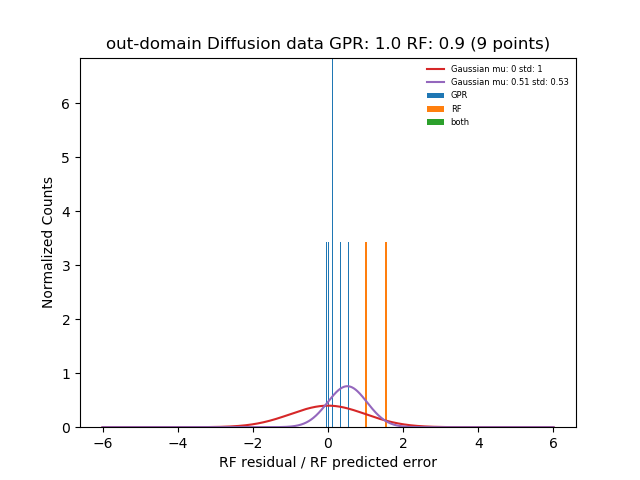 out-domain Diffusion data GPR: 1.0 RF: 0.9 (9 points)
Gaussian mu: 0 std: 1
Gaussian mu: 0.51 std: 0.53
GPR
RF
both
Normalized Counts
6
5
4
3
2
1
0
−6 −4 −2 0 2 4 6
RF residual / RF predicted error